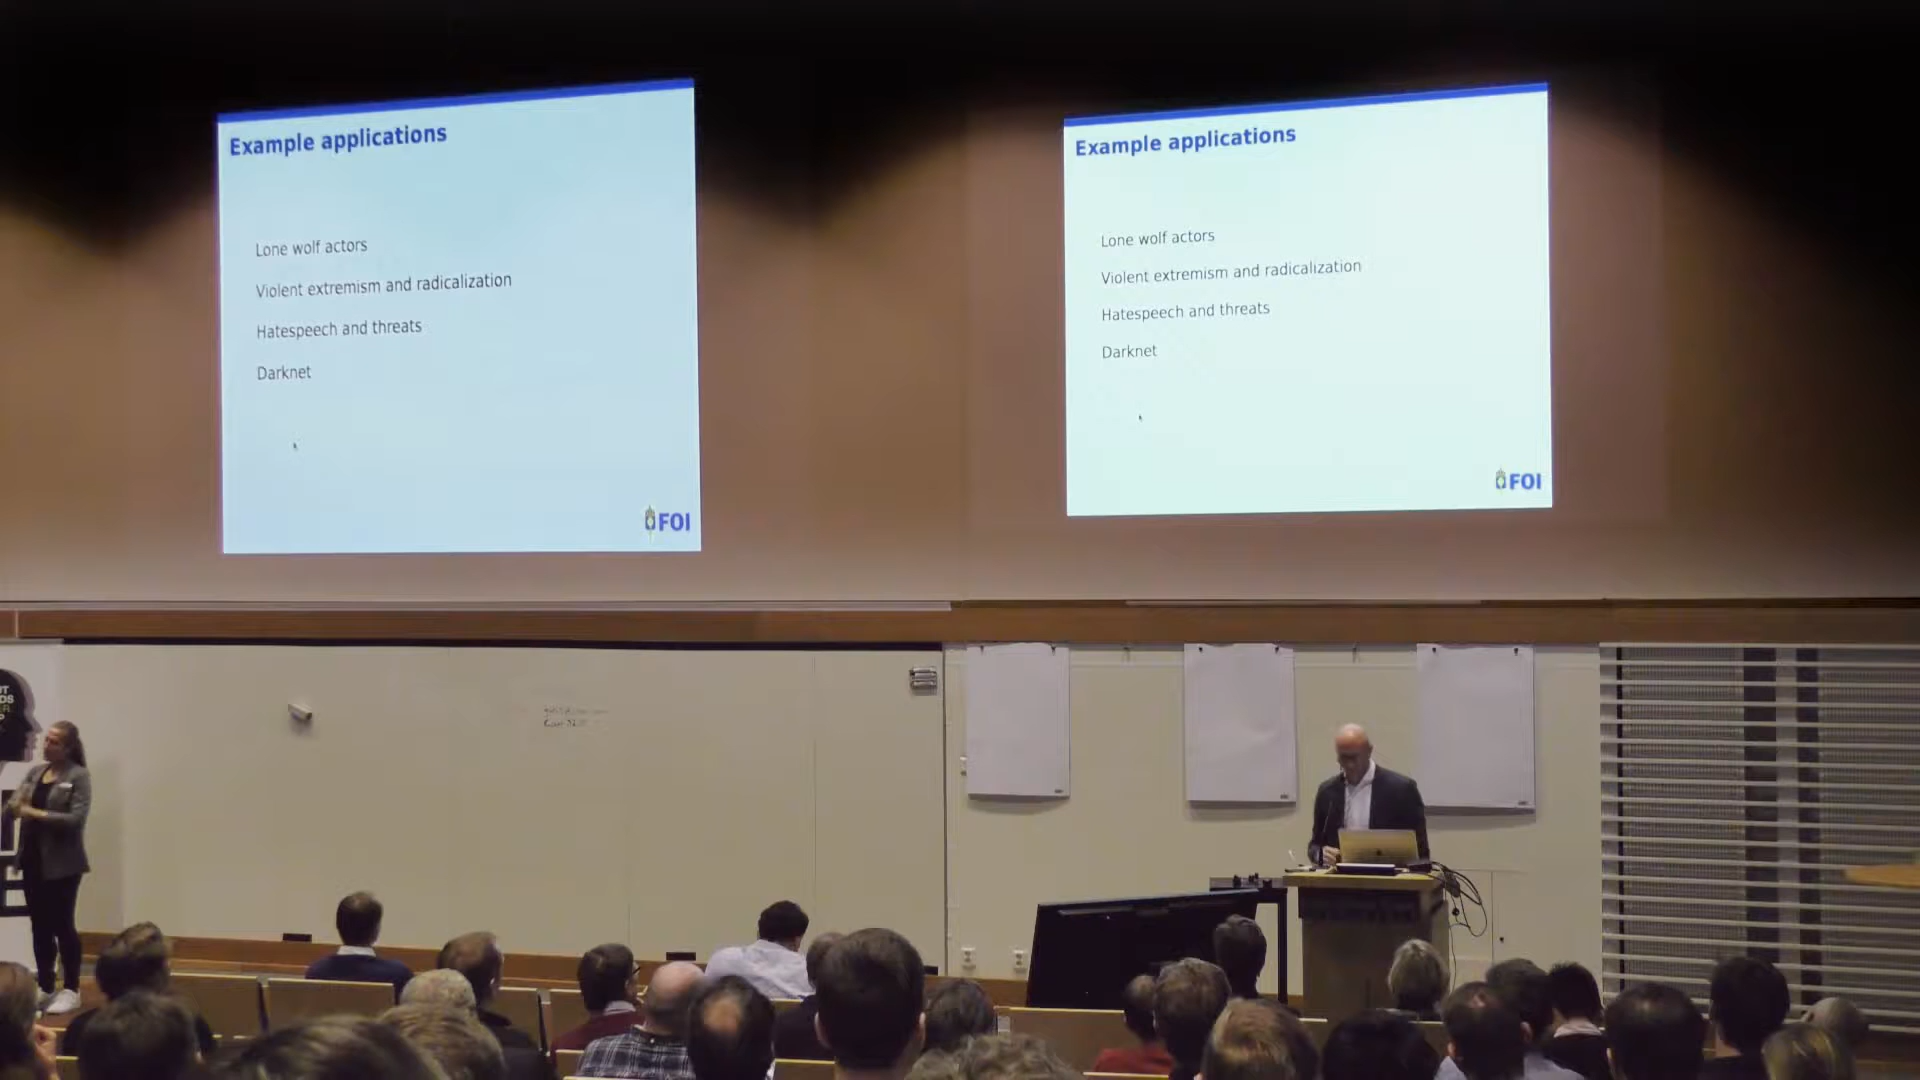 Example applications
Lone wolf actors
Violent extremism and radicalization
Hatespeech and threats
Darknet
FOI
Example applications
Lone wolf actors
Violent extremism and radicalization
Hatespeech and threats
Darknet
FOI